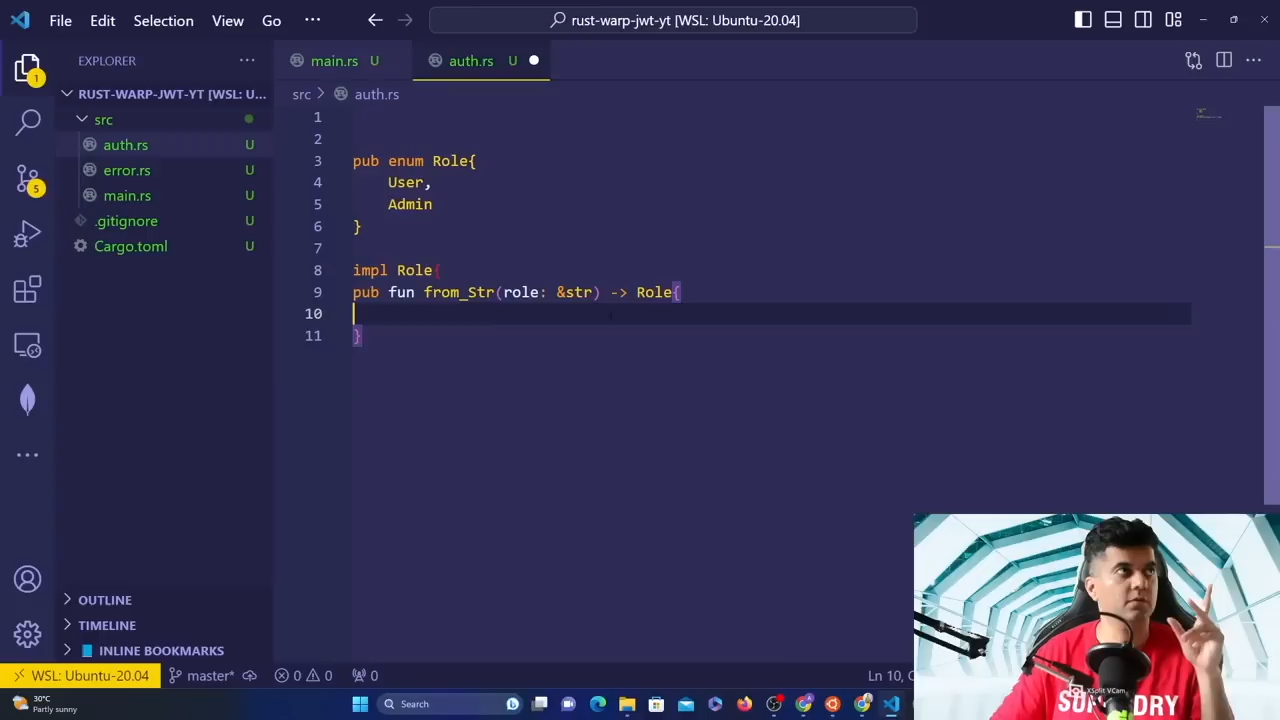 File Edit Selection View Go ··· rust-warp-jwt-yt [WSL: Ubuntu-20.04]
EXPLORER ···
main.rs U auth.rs U
1
RUST-WARP-JWT-YT [WSL: U...
src > auth.rs
src
auth.rs U
error.rs U
main.rs U
.gitignore U
Cargo.toml U
5
1
2
3 pub enum Role{
4 User,
5 Admin
6 }
7
8 impl Role{
9 pub fun from_Str(role: &str) -> Role{
10
11 }
OUTLINE
TIMELINE
INLINE BOOKMARKS
WSL: Ubuntu-20.04 master* 0 0 0 Ln 10,
XSplit VCam
30°C
Partly sunny
Search